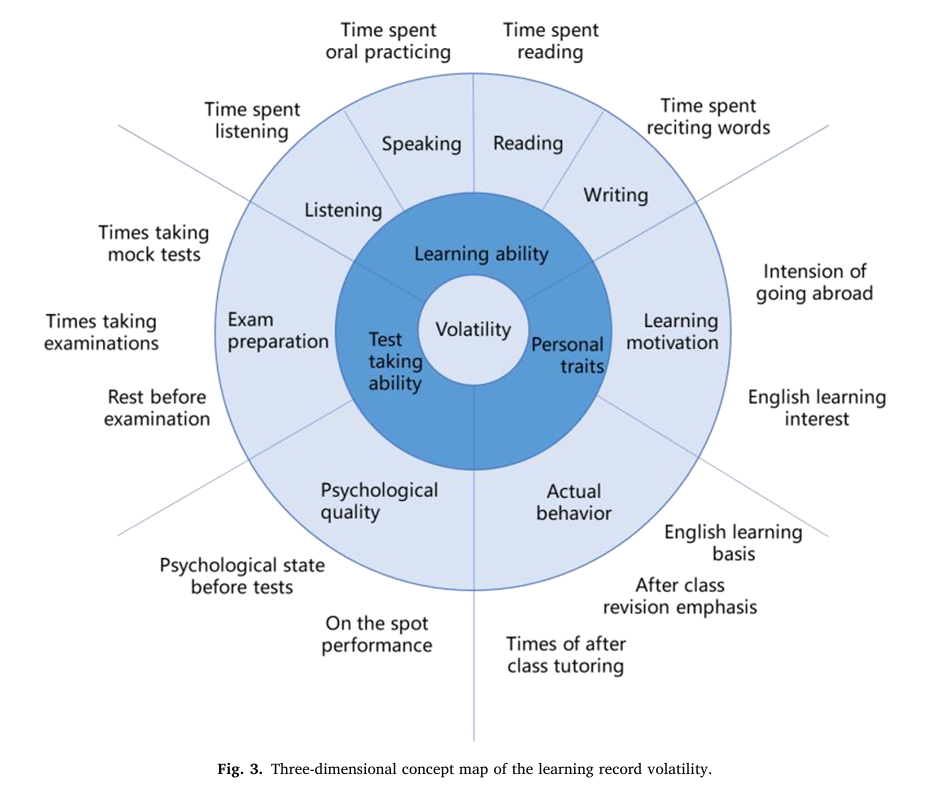 Time spent
oral practicing
Time spent
reading
Time spent
listening
Time spent
reciting words
Speaking
Reading
Listening
Writing
Learning ability
Times taking
mock tests
Intension of
going abroad
Times taking
examinations
Exam
preparation
Test
taking
ability
Volatility
Personal
traits
Learning
motivation
Rest before
examination
English learning
interest
Psychological
quality
Actual
behavior
English learning
basis
Psychological state
before tests
After class
revision emphasis
On the spot
performance
Times of after
class tutoring
Fig. 3. Three-dimensional concept map of the learning record volatility.